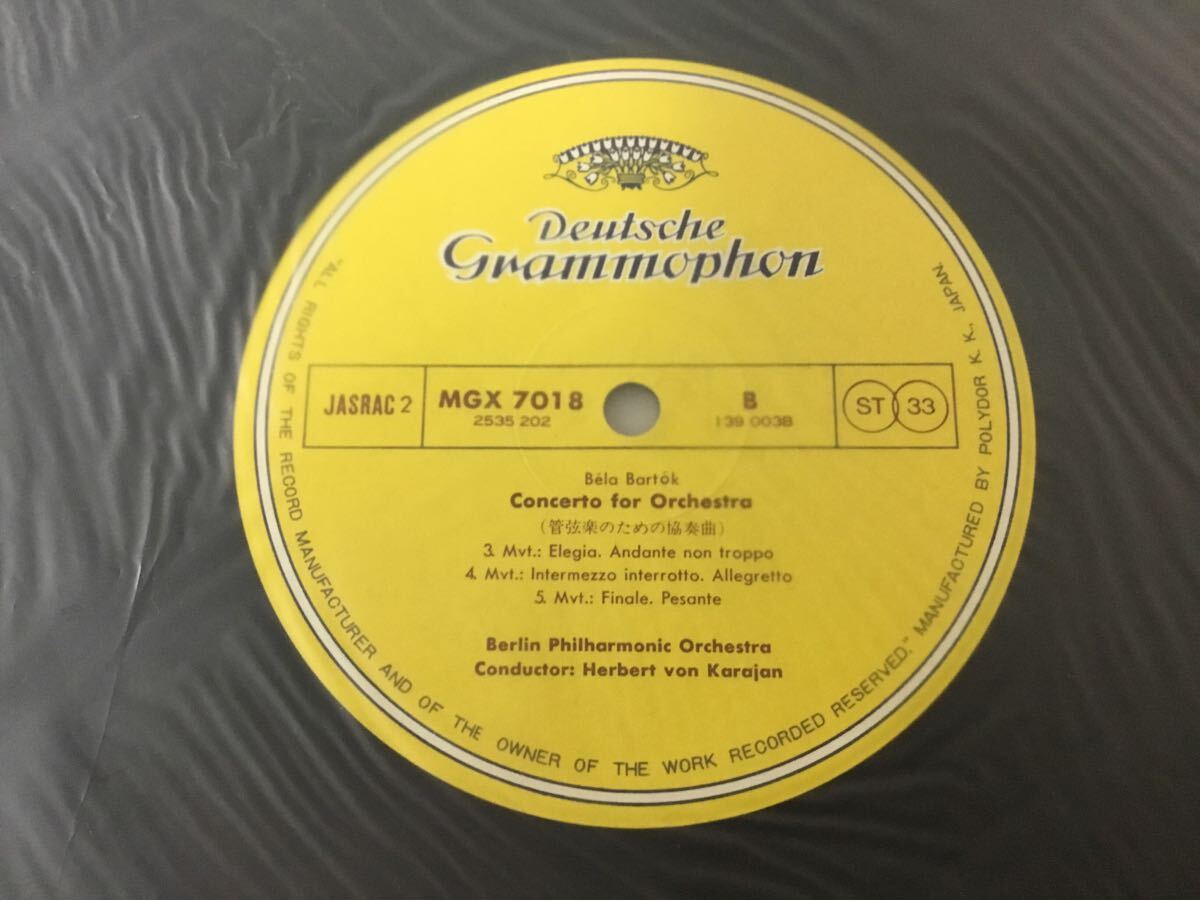 Deutsche
Grammophon
JASRAC 2
MGX 7018
2535 202
B
139 003B
ST 33
Béla Bartók
Concerto for Orchestra
(管弦楽のための協奏曲)
3. Mvt.: Elegia. Andante non troppo
4. Mvt.: Intermezzo interrotto. Allegretto
5. Mvt.: Finale. Pesante
Berlin Philharmonic Orchestra
Conductor: Herbert von Karajan
"ALL RIGHTS OF THE RECORD MANUFACTURER AND OF THE OWNER OF THE WORK RECORDED RESERVED." MANUFACTURED BY POLYDOR K. K., JAPAN.